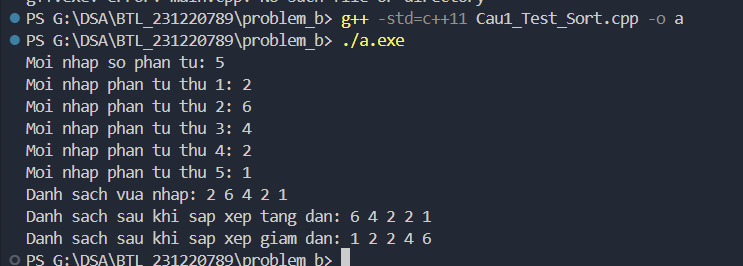 g++.exe: error: main.cpp: No such file or directory
PS G:\DSA\BTL_231220789\problem_b> g++ -std=c++11 Cau1_Test_Sort.cpp -o a
PS G:\DSA\BTL_231220789\problem_b> ./a.exe
Moi nhap so phan tu: 5
Moi nhap phan tu thu 1: 2
Moi nhap phan tu thu 2: 6
Moi nhap phan tu thu 3: 4
Moi nhap phan tu thu 4: 2
Moi nhap phan tu thu 5: 1
Danh sach vua nhap: 2 6 4 2 1
Danh sach sau khi sap xep tang dan: 6 4 2 2 1
Danh sach sau khi sap xep giam dan: 1 2 2 4 6
PS G:\DSA\BTL_231220789\problem_b>